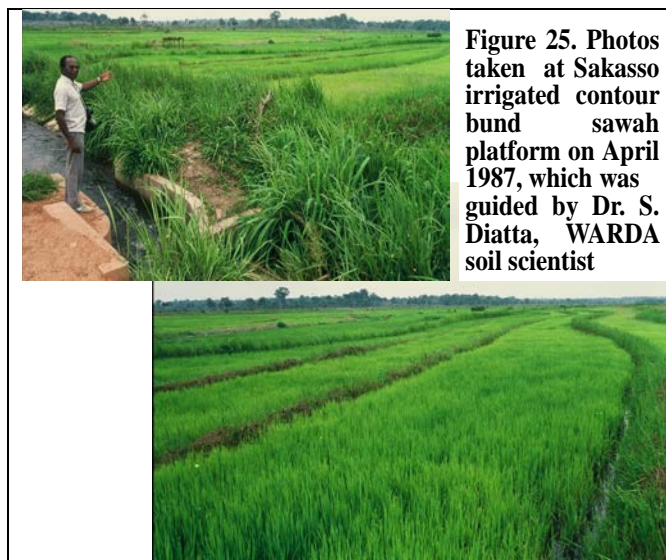 Figure 25. Photos
taken at Sakasso
irrigated contour
bund sawah
platform on April
1987, which was
guided by Dr. S.
Diatta, WARDA
soil scientist